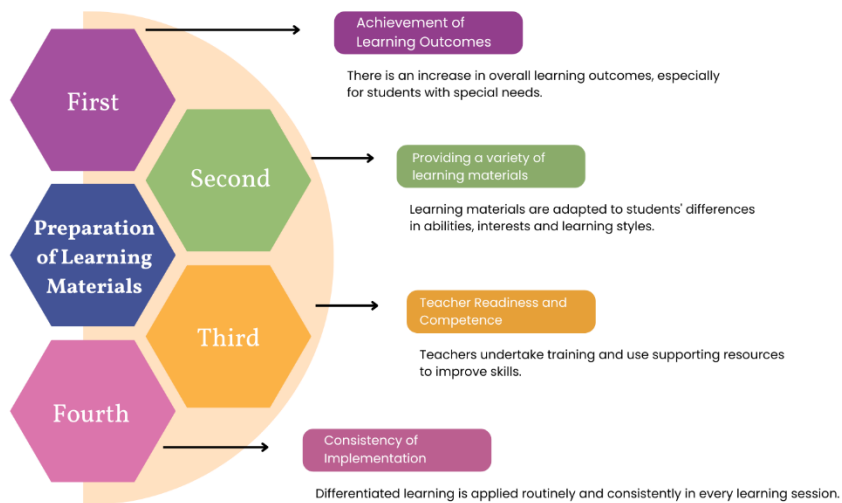 First
Achievement of
Learning Outcomes
There is an increase in overall learning outcomes, especially
for students with special needs.
Second
Providing a variety of
learning materials
Learning materials are adapted to students' differences
in abilities, interests and learning styles.
Preparation
of Learning
Materials
Third
Teacher Readiness and
Competence
Teachers undertake training and use supporting resources
to improve skills.
Fourth
Consistency of
Implementation
Differentiated learning is applied routinely and consistently in every learning session.